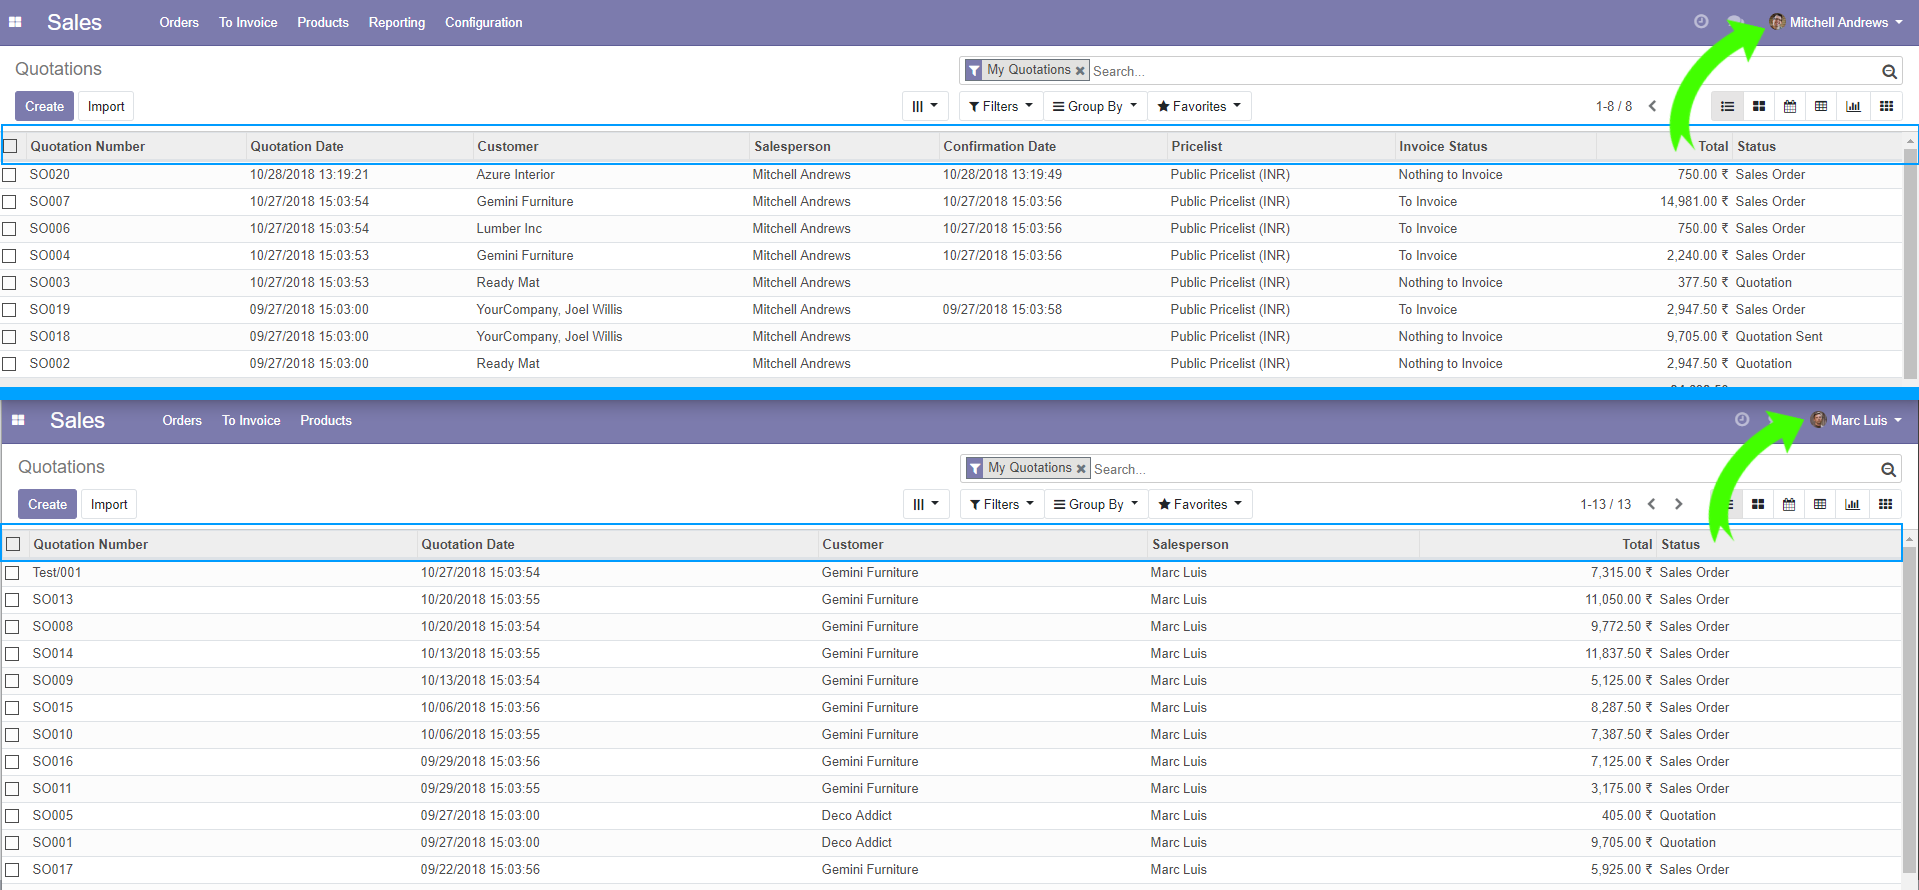 Sales Orders To Invoice Products Reporting Configuration Mitchell Andrews
Quotations My Quotations Search...
Create Import Filters Group By Favorites 1-8 / 8
Quotation Number Quotation Date Customer Salesperson Confirmation Date Pricelist Invoice Status Total Status
SO020 10/28/2018 13:19:21 Azure Interior Mitchell Andrews 10/28/2018 13:19:49 Public Pricelist (INR) Nothing to Invoice 750.00 ₹ Sales Order
SO007 10/27/2018 15:03:54 Gemini Furniture Mitchell Andrews 10/27/2018 15:03:56 Public Pricelist (INR) To Invoice 14,981.00 ₹ Sales Order
SO006 10/27/2018 15:03:54 Lumber Inc Mitchell Andrews 10/27/2018 15:03:56 Public Pricelist (INR) To Invoice 750.00 ₹ Sales Order
SO004 10/27/2018 15:03:53 Gemini Furniture Mitchell Andrews 10/27/2018 15:03:56 Public Pricelist (INR) To Invoice 2,240.00 ₹ Sales Order
SO003 10/27/2018 15:03:53 Ready Mat Mitchell Andrews Public Pricelist (INR) Nothing to Invoice 377.50 ₹ Quotation
SO019 09/27/2018 15:03:00 YourCompany, Joel Willis Mitchell Andrews 09/27/2018 15:03:58 Public Pricelist (INR) To Invoice 2,947.50 ₹ Sales Order
SO018 09/27/2018 15:03:00 YourCompany, Joel Willis Mitchell Andrews Public Pricelist (INR) Nothing to Invoice 9,705.00 ₹ Quotation Sent
SO002 09/27/2018 15:03:00 Ready Mat Mitchell Andrews Public Pricelist (INR) Nothing to Invoice 2,947.50 ₹ Quotation
Sales Orders To Invoice Products Marc Luis
Quotations My Quotations Search...
Create Import Filters Group By Favorites 1-13 / 13
Quotation Number Quotation Date Customer Salesperson Total Status
Test/001 10/27/2018 15:03:54 Gemini Furniture Marc Luis 7,315.00 ₹ Sales Order
SO013 10/20/2018 15:03:55 Gemini Furniture Marc Luis 11,050.00 ₹ Sales Order
SO008 10/20/2018 15:03:54 Gemini Furniture Marc Luis 9,772.50 ₹ Sales Order
SO014 10/13/2018 15:03:55 Gemini Furniture Marc Luis 11,837.50 ₹ Sales Order
SO009 10/13/2018 15:03:54 Gemini Furniture Marc Luis 5,125.00 ₹ Sales Order
SO015 10/06/2018 15:03:56 Gemini Furniture Marc Luis 8,287.50 ₹ Sales Order
SO010 10/06/2018 15:03:55 Gemini Furniture Marc Luis 7,387.50 ₹ Sales Order
SO016 09/29/2018 15:03:56 Gemini Furniture Marc Luis 7,125.00 ₹ Sales Order
SO011 09/29/2018 15:03:55 Gemini Furniture Marc Luis 3,175.00 ₹ Sales Order
SO005 09/27/2018 15:03:00 Deco Addict Marc Luis 405.00 ₹ Quotation
SO001 09/27/2018 15:03:00 Deco Addict Marc Luis 9,705.00 ₹ Quotation
SO017 09/22/2018 15:03:56 Gemini Furniture Marc Luis 5,925.00 ₹ Sales Order